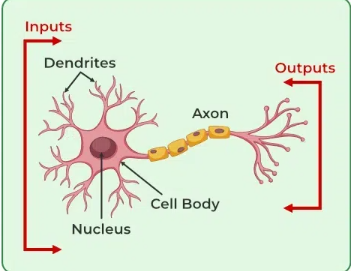 Inputs
Dendrites
Outputs
Axon
Cell Body
Nucleus